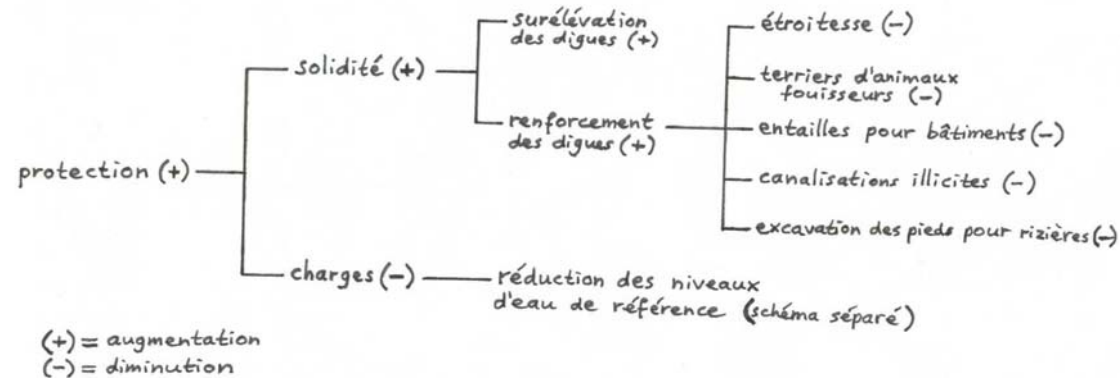 surélévation
des digues (+)
étroitesse (-)
solidité (+)
terriers d'animaux
fouisseurs (-)
renforcement
des digues (+)
entailles pour bâtiments (-)
protection (+)
canalisations illicites (-)
excavation des pieds pour rizières (-)
charges (-)
réduction des niveaux
d'eau de référence (schéma séparé)
(+) = augmentation
(-) = diminution